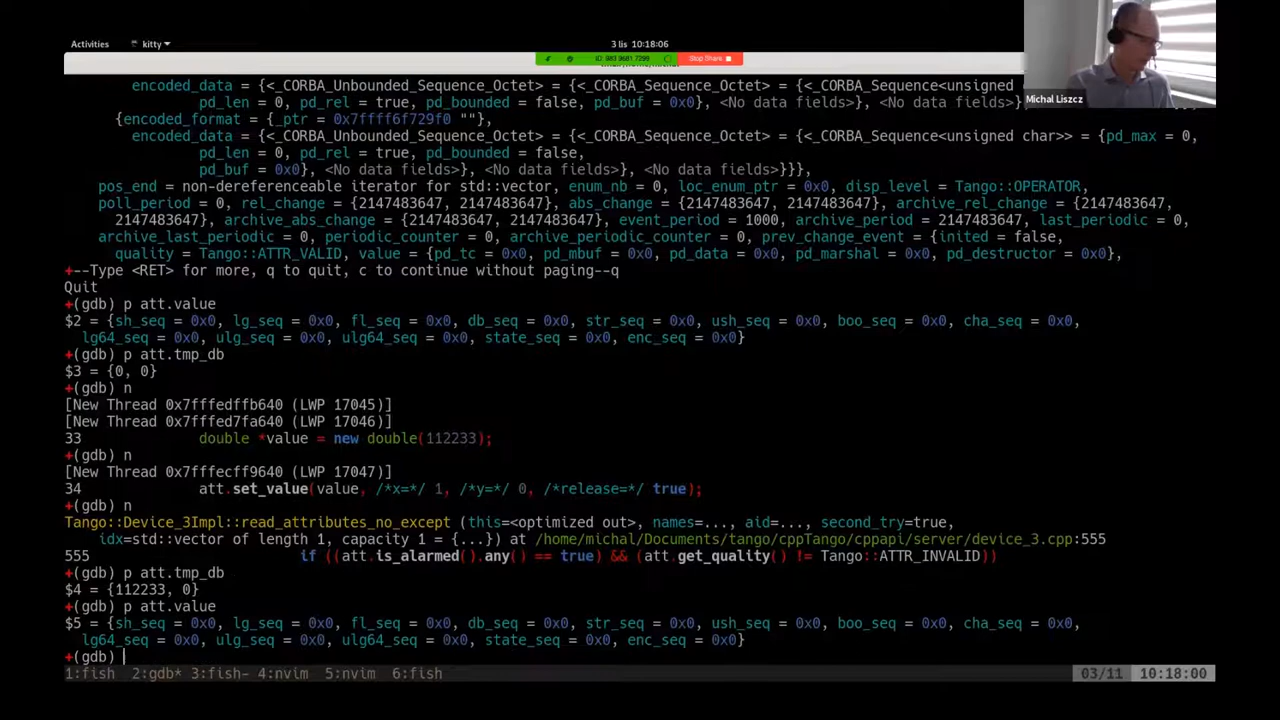 Activities
kitty
3 lis 10:18:06
ID: 983 9681 7299
Stop Share
Michal Liszcz
encoded_data = {<_CORBA_Unbounded_Sequence_Octet> = {<_CORBA_Sequence_Octet> = {<_CORBA_Sequence<unsigned
pd_len = 0, pd_rel = true, pd_bounded = false, pd_buf = 0x0}, <No data fields>}, <No data fields>}
{encoded_format = {_ptr = 0x7ffff6f729f0 ""},
encoded_data = {<_CORBA_Unbounded_Sequence_Octet> = {<_CORBA_Sequence_Octet> = {<_CORBA_Sequence<unsigned char>> = {pd_max = 0,
pd_len = 0, pd_rel = true, pd_bounded = false,
pd_buf = 0x0}, <No data fields>}, <No data fields>}}},
pos_end = non-dereferenceable iterator for std::vector, enum_nb = 0, loc_enum_ptr = 0x0, disp_level = Tango::OPERATOR,
poll_period = 0, rel_change = {2147483647, 2147483647}, abs_change = {2147483647, 2147483647}, archive_rel_change = {2147483647,
2147483647}, archive_abs_change = {2147483647, 2147483647}, event_period = 1000, archive_period = 2147483647, last_periodic = 0,
archive_last_periodic = 0, periodic_counter = 0, archive_periodic_counter = 0, prev_change_event = {inited = false,
quality = Tango::ATTR_VALID, value = {pd_tc = 0x0, pd_mbuf = 0x0, pd_data = 0x0, pd_marshal = 0x0, pd_destructor = 0x0},
+--Type <RET> for more, q to quit, c to continue without paging--q
Quit
+(gdb) p att.value
$2 = {sh_seq = 0x0, lg_seq = 0x0, fl_seq = 0x0, db_seq = 0x0, str_seq = 0x0, ush_seq = 0x0, boo_seq = 0x0, cha_seq = 0x0,
lg64_seq = 0x0, ulg_seq = 0x0, ulg64_seq = 0x0, state_seq = 0x0, enc_seq = 0x0}
+(gdb) p att.tmp_db
$3 = {0, 0}
+(gdb) n
[New Thread 0x7fffedffb640 (LWP 17045)]
[New Thread 0x7fffed7fa640 (LWP 17046)]
33 double *value = new double(112233);
+(gdb) n
[New Thread 0x7fffecff9640 (LWP 17047)]
34 att.set_value(value, /*x=*/ 1, /*y=*/ 0, /*release=*/ true);
+(gdb) n
Tango::Device_3Impl::read_attributes_no_except (this=<optimized out>, names=..., aid=..., second_try=true,
idx=std::vector of length 1, capacity 1 = {...}) at /home/michal/Documents/tango/cppTango/cppapi/server/device_3.cpp:555
555 if ((att.is_alarmed().any() == true) && (att.get_quality() != Tango::ATTR_INVALID))
+(gdb) p att.tmp_db
$4 = {112233, 0}
+(gdb) p att.value
$5 = {sh_seq = 0x0, lg_seq = 0x0, fl_seq = 0x0, db_seq = 0x0, str_seq = 0x0, ush_seq = 0x0, boo_seq = 0x0, cha_seq = 0x0,
lg64_seq = 0x0, ulg_seq = 0x0, ulg64_seq = 0x0, state_seq = 0x0, enc_seq = 0x0}
+(gdb)
1:fish 2:gdb* 3:fish- 4:nvim 5:nvim 6:fish 03/11 10:18:00